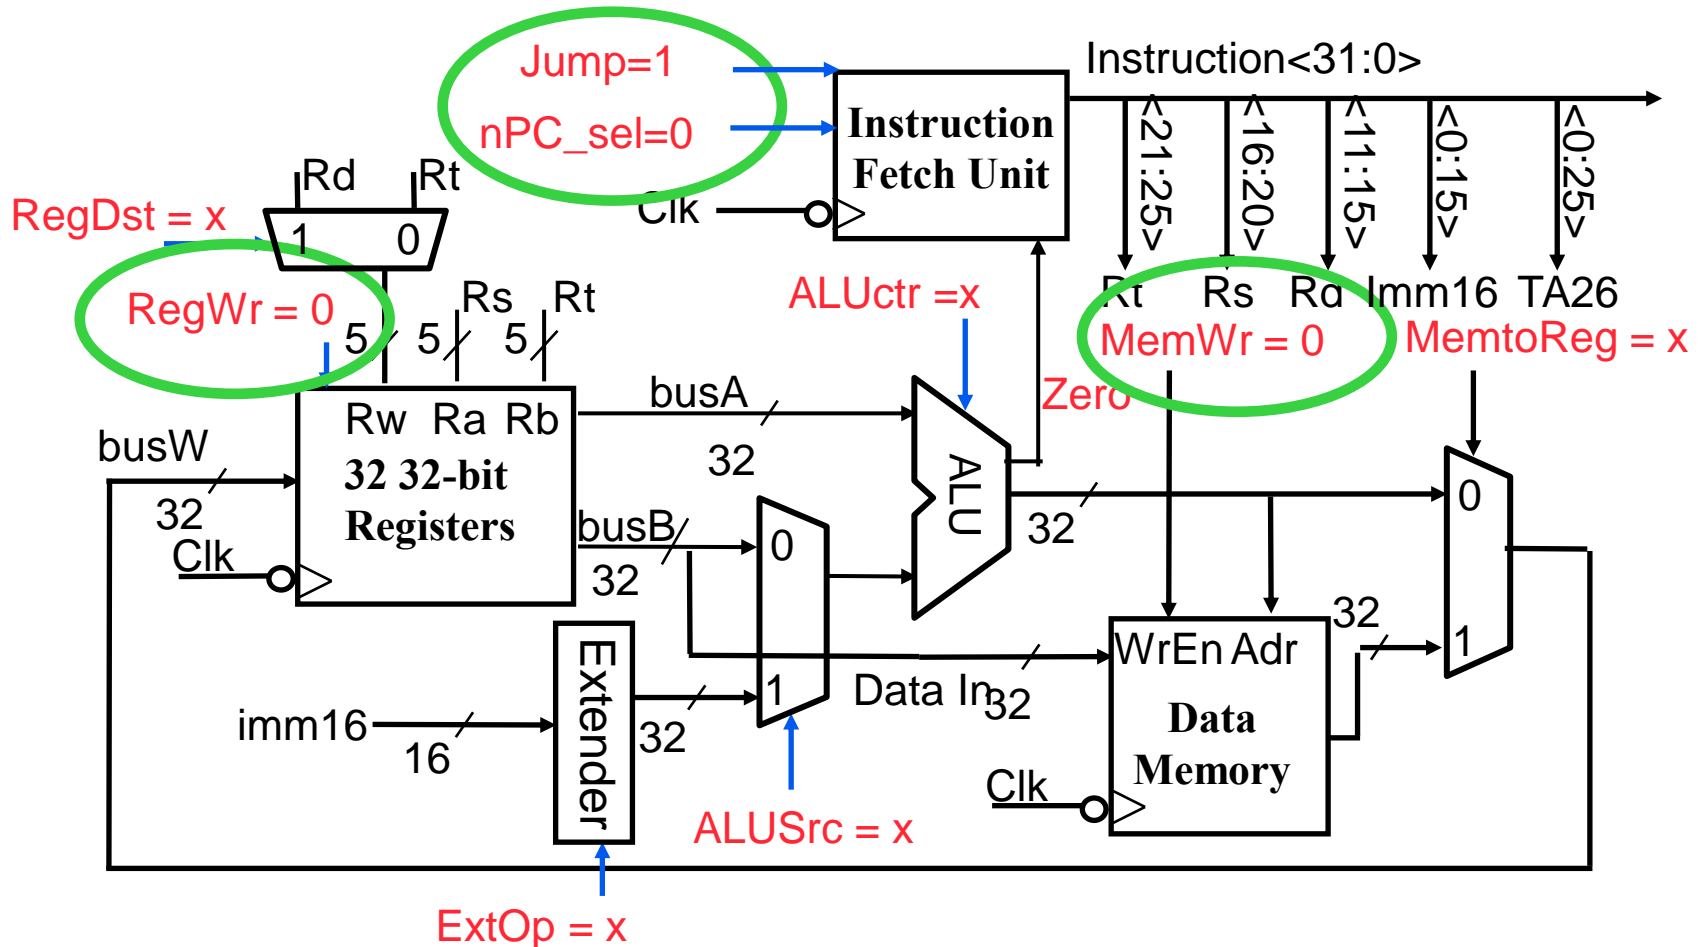 Jump=1
Instruction<31:0>
nPC_sel=0
Instruction
Fetch Unit
<21:25>
<16:20>
<11:15>
<0:15>
<0:25>
Rd
Rt
Clk
RegDst = x
1
0
Rt
Rs
Rd
Imm16
TA26
RegWr = 0
Rs
Rt
ALUctr =x
MemWr = 0
MemtoReg = x
5
5
5
Zero
busA
Rw
Ra
Rb
busW
32
32 32-bit
Registers
ALU
32
0
busB
0
32
32
Clk
32
32
WrEn
Adr
1
Extender
1
Data In
32
Data
Memory
imm16
16
32
Clk
ALUSrc = x
ExtOp = x